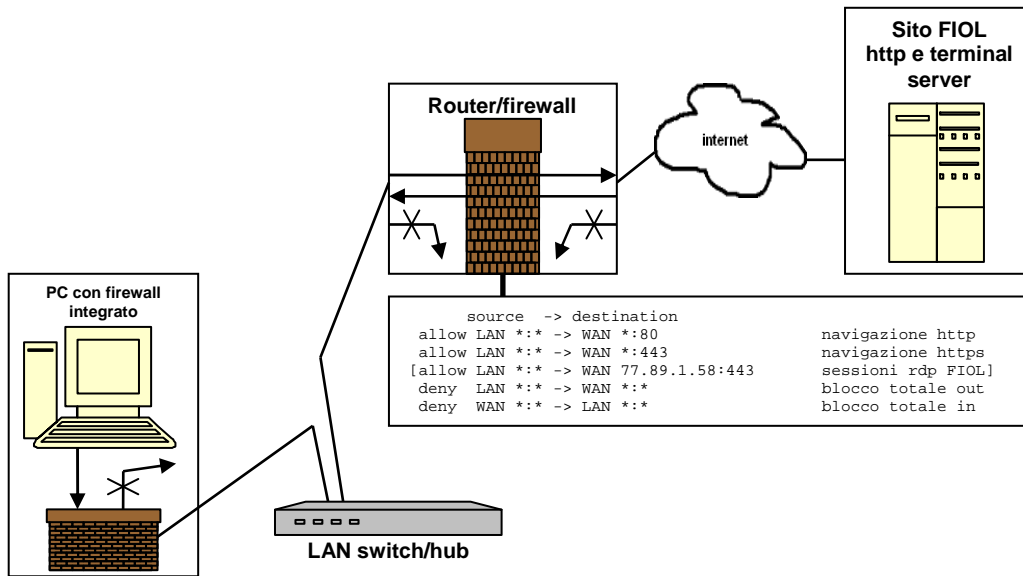 Sito FIOL
http e terminal
server
Router/firewall
internet
PC con firewall
integrato
source -> destination
allow LAN *:* -> WAN *:80 navigazione http
allow LAN *:* -> WAN *:443 navigazione https
[allow LAN *:* -> WAN 77.89.1.58:443 sessioni rdp FIOL]
deny LAN *:* -> WAN *:* blocco totale out
deny WAN *:* -> LAN *:* blocco totale in
LAN switch/hub